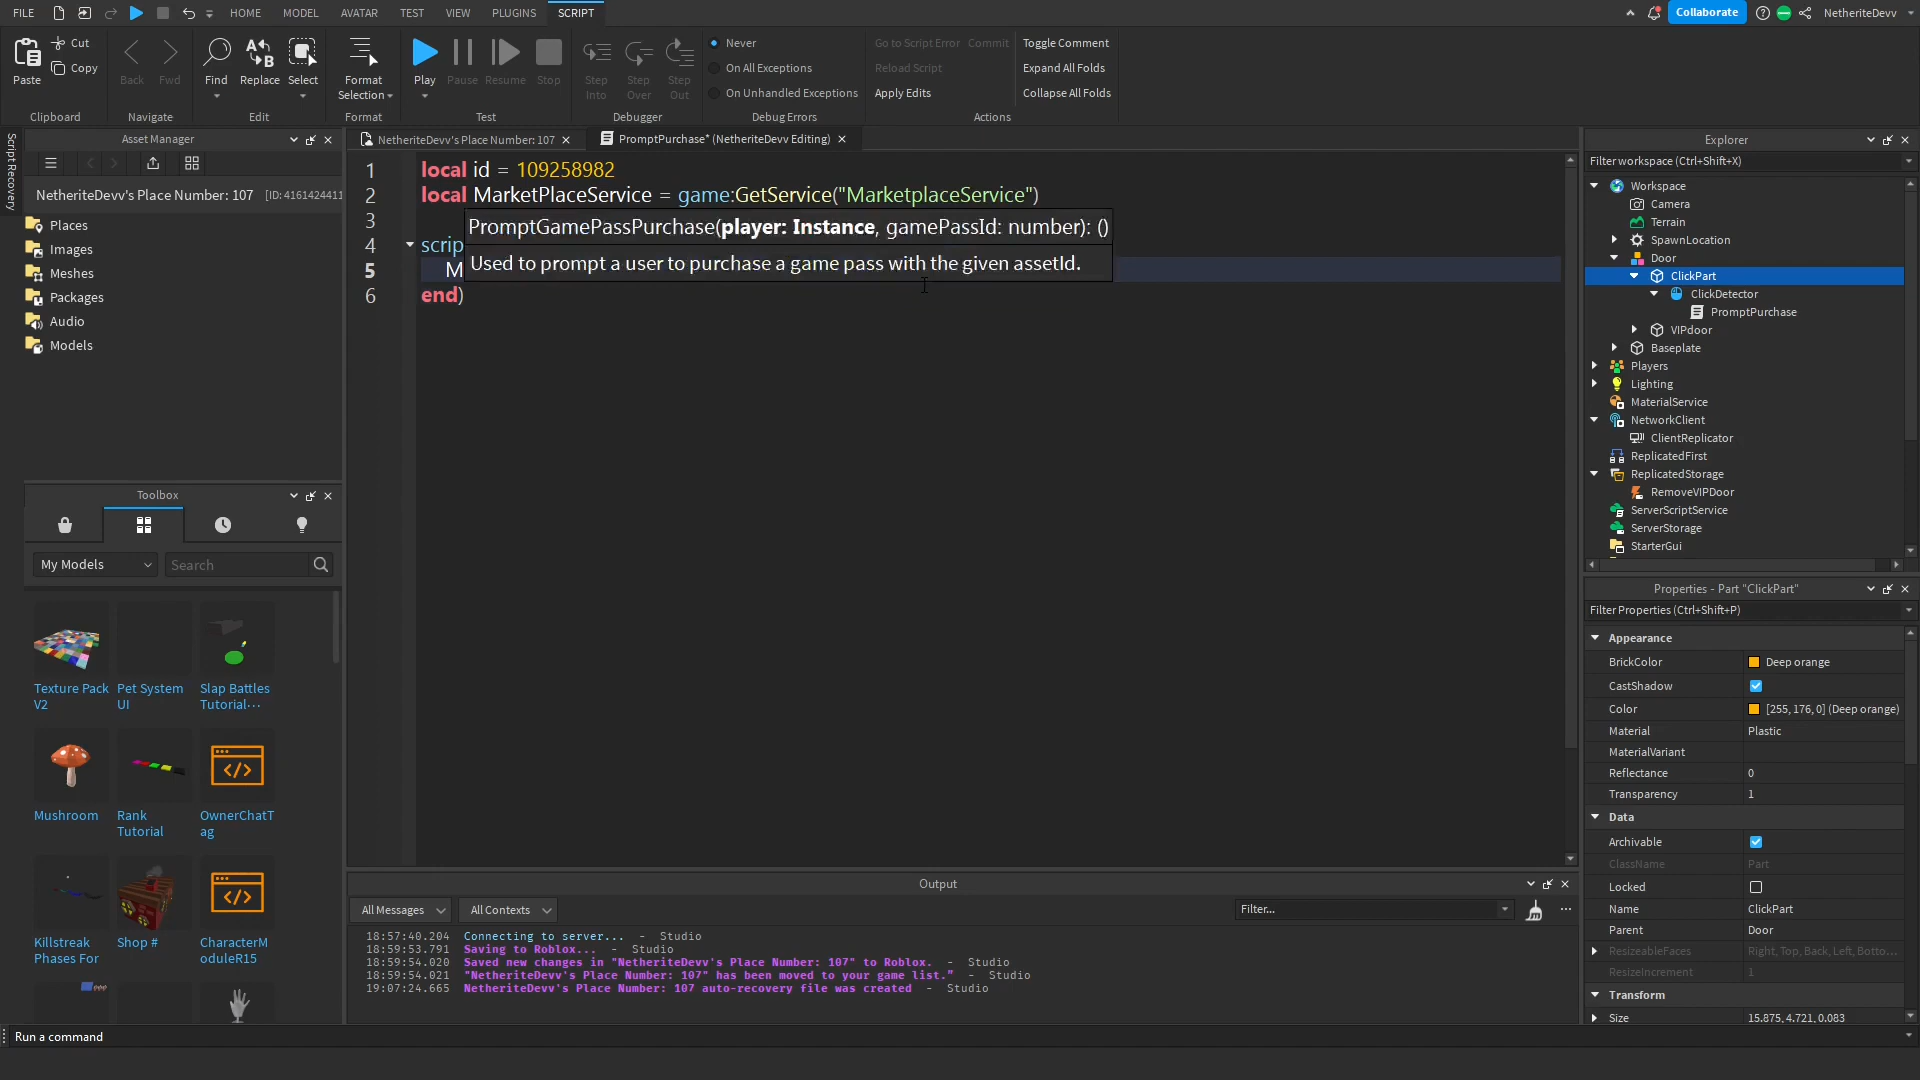 FILE
HOME
MODEL
AVATAR
TEST
VIEW
PLUGINS
SCRIPT
Collaborate
NetheriteDevv
Paste
Cut
Copy
Clipboard
Back
Fwd
Navigate
Find
Replace
Select
Edit
Format
Selection
Format
Play
Pause
Resume
Stop
Test
Step
Into
Step
Over
Step
Out
Debugger
Never
On All Exceptions
On Unhandled Exceptions
Debug Errors
Go to Script Error
Commit
Reload Script
Apply Edits
Toggle Comment
Expand All Folds
Collapse All Folds
Actions
Script Recovery
Asset Manager
NetheriteDevv's Place Number: 107
[ID: 4161424411
Places
Images
Meshes
Packages
Audio
Models
Toolbox
My Models
Search
Texture Pack
V2
Pet System
UI
Slap Battles
Tutorial···
Mushroom
Rank
Tutorial
OwnerChatT
ag
Killstreak
Phases For
Shop #
CharacterM
oduleR15
NetheriteDevv's Place Number: 107
PromptPurchase* (NetheriteDevv Editing)
1 local id = 109258982
2 local MarketPlaceService = game:GetService("MarketplaceService")
3
4 scrip
5 M
6 end)
PromptGamePassPurchase(player: Instance, gamePassId: number): ()
Used to prompt a user to purchase a game pass with the given assetId.
Output
All Messages
All Contexts
Filter...
18:57:40.204 Connecting to server... - Studio
18:59:53.791 Saving to Roblox... - Studio
18:59:54.020 Saved new changes in "NetheriteDevv's Place Number: 107" to Roblox. - Studio
18:59:54.021 "NetheriteDevv's Place Number: 107" has been moved to your game list." - Studio
19:07:24.665 NetheriteDevv's Place Number: 107 auto-recovery file was created - Studio
Run a command
Explorer
Filter workspace (Ctrl+Shift+X)
Workspace
Camera
Terrain
SpawnLocation
Door
ClickPart
ClickDetector
PromptPurchase
VIPdoor
Baseplate
Players
Lighting
MaterialService
NetworkClient
ClientReplicator
ReplicatedFirst
ReplicatedStorage
RemoveVIPDoor
ServerScriptService
ServerStorage
StarterGui
Properties - Part "ClickPart"
Filter Properties (Ctrl+Shift+P)
Appearance
BrickColor Deep orange
CastShadow
Color [255, 176, 0] (Deep orange)
Material Plastic
MaterialVariant
Reflectance 0
Transparency 1
Data
Archivable
ClassName Part
Locked
Name ClickPart
Parent Door
ResizeableFaces Right, Top, Back, Left, Botto...
ResizeIncrement 1
Transform
Size 15.875, 4.721, 0.083